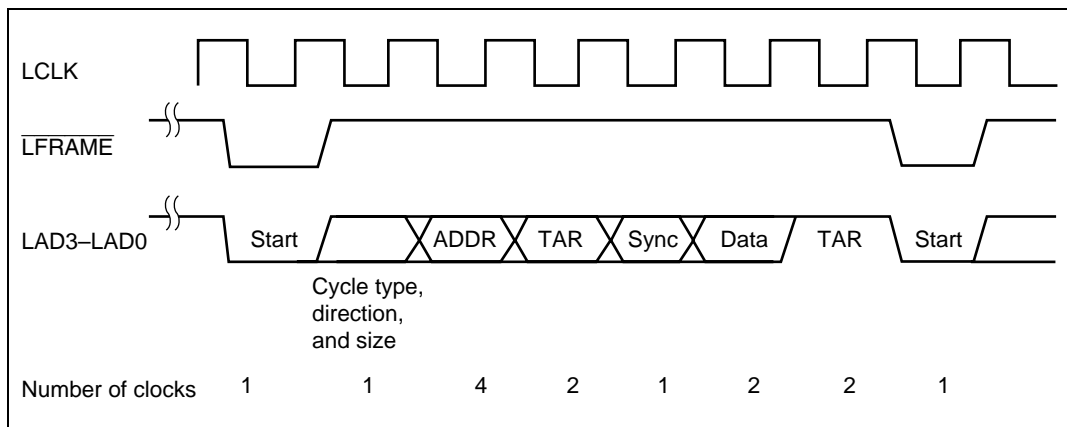 LCLK
LFRAME
LAD3–LAD0 Start ADDR TAR Sync Data TAR Start
Cycle type,
direction,
and size
Number of clocks 1 1 4 2 1 2 2 1